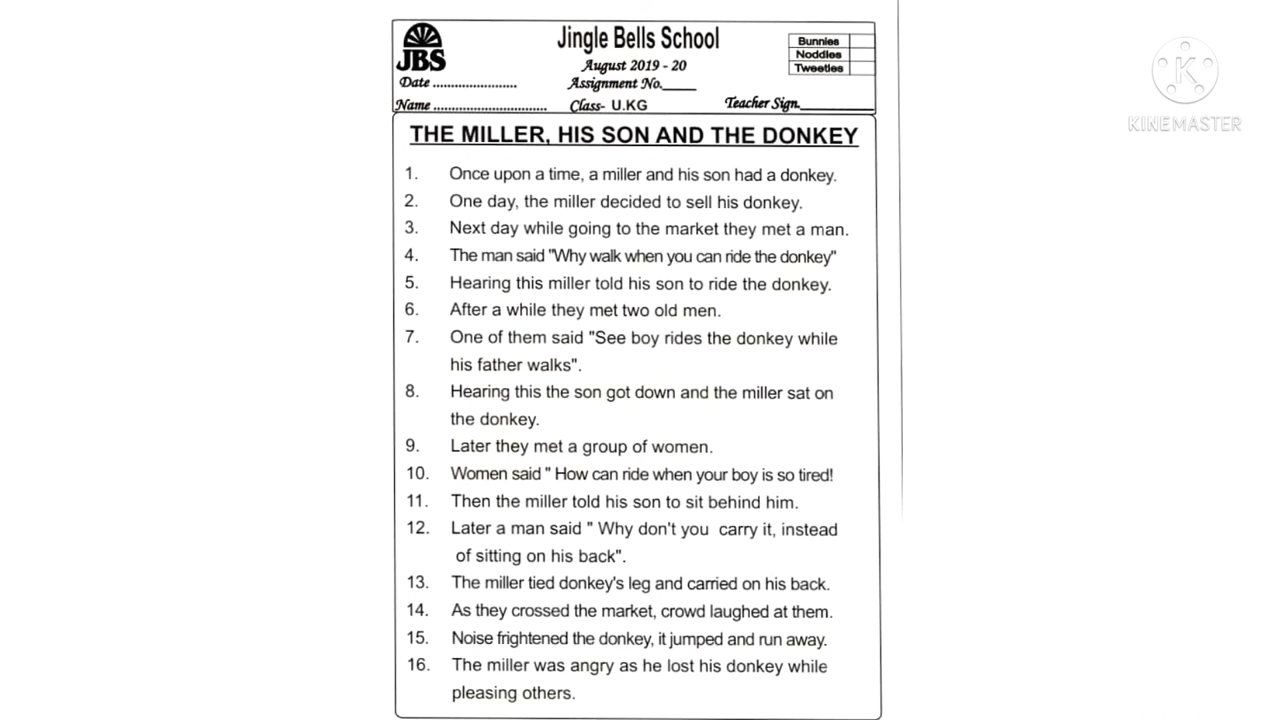 Jingle Bells School
JBS
August 2019 - 20
Bunnies
Noddies
Tweeties
Date ........................
Assignment No._____
Name ................................
Class- U.KG
Teacher Sign.__________
THE MILLER, HIS SON AND THE DONKEY
1. Once upon a time, a miller and his son had a donkey.
2. One day, the miller decided to sell his donkey.
3. Next day while going to the market they met a man.
4. The man said "Why walk when you can ride the donkey"
5. Hearing this miller told his son to ride the donkey.
6. After a while they met two old men.
7. One of them said "See boy rides the donkey while
his father walks".
8. Hearing this the son got down and the miller sat on
the donkey.
9. Later they met a group of women.
10. Women said " How can ride when your boy is so tired!
11. Then the miller told his son to sit behind him.
12. Later a man said " Why don't you carry it, instead
of sitting on his back".
13. The miller tied donkey's leg and carried on his back.
14. As they crossed the market, crowd laughed at them.
15. Noise frightened the donkey, it jumped and run away.
16. The miller was angry as he lost his donkey while
pleasing others.
K
KINEMASTER